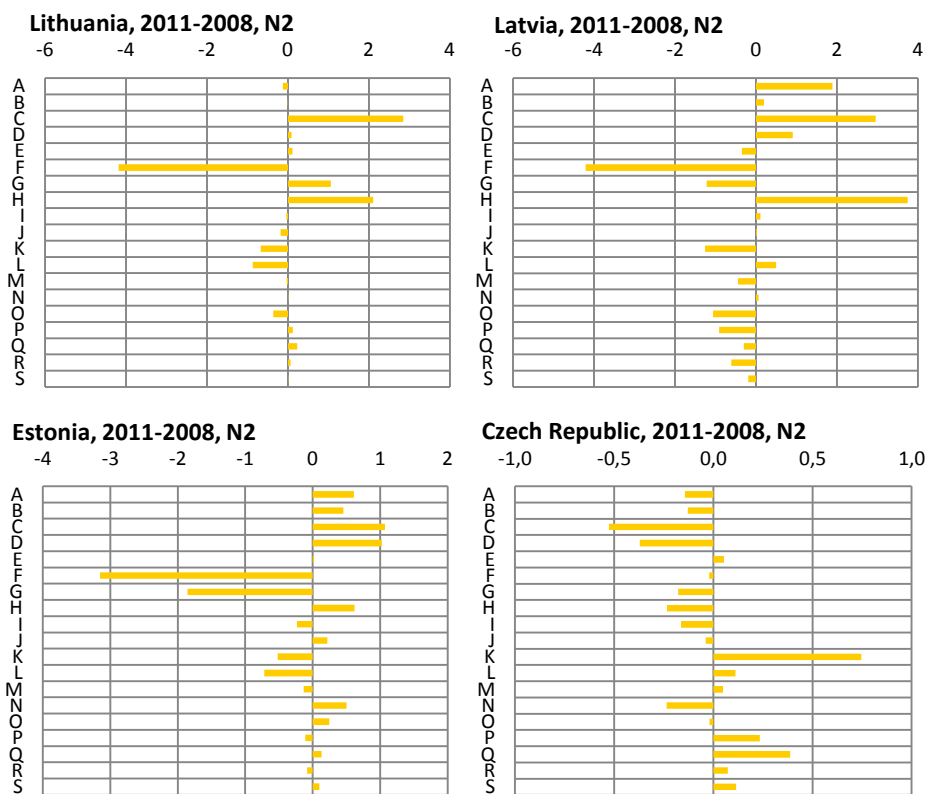 Lithuania, 2011-2008, N2
-6 -4 -2 0 2 4
A
B
C
D
E
F
G
H
I
J
K
L
M
N
O
P
Q
R
S
Latvia, 2011-2008, N2
-6 -4 -2 0 2 4
A
B
C
D
E
F
G
H
I
J
K
L
M
N
O
P
Q
R
S
Estonia, 2011-2008, N2
-4 -3 -2 -1 0 1 2
A
B
C
D
E
F
G
H
I
J
K
L
M
N
O
P
Q
R
S
Czech Republic, 2011-2008, N2
-1,0 -0,5 0,0 0,5 1,0
A
B
C
D
E
F
G
H
I
J
K
L
M
N
O
P
Q
R
S